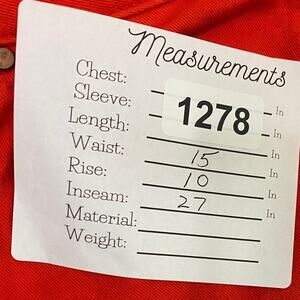 Measurements
Chest: In
Sleeve: 1278 In
Length: In
Waist: 15 In
Rise: 10 In
Inseam: 27 In
Material:
Weight: